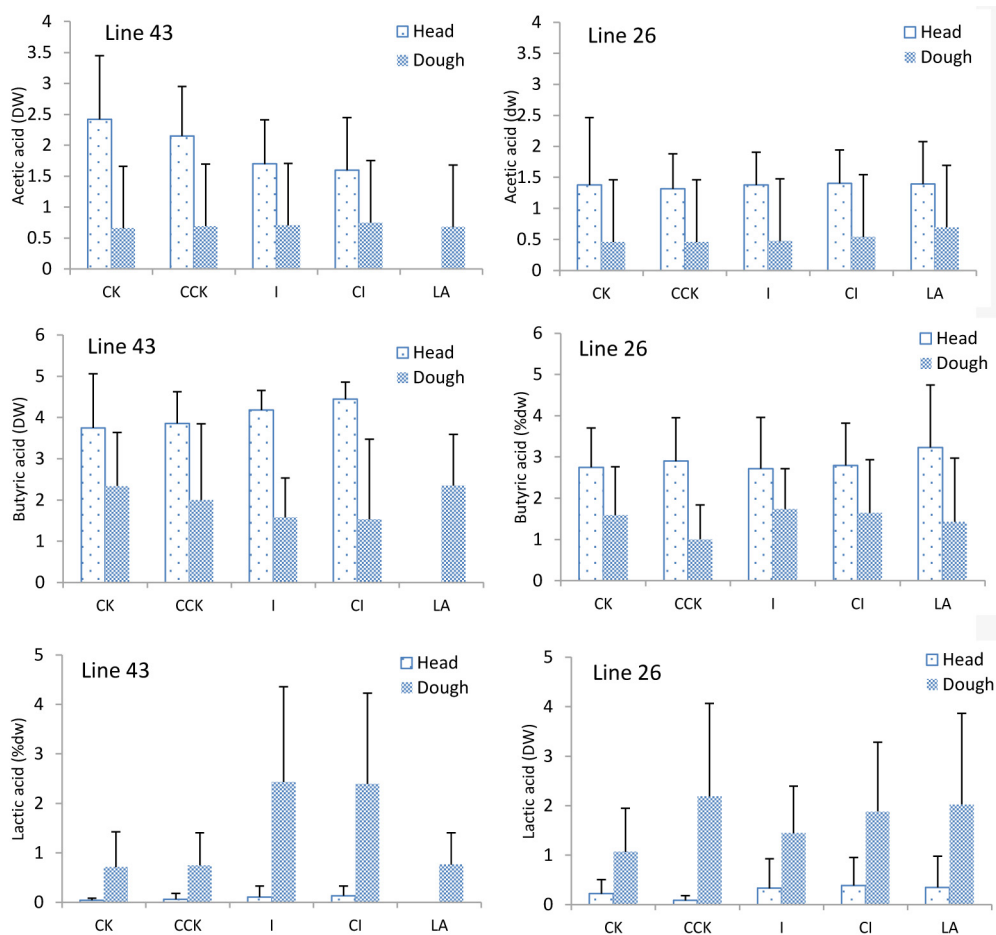 Line 43
Head
Dough
Acetic acid (DW)
4
3.5
3
2.5
2
1.5
1
0.5
0
CK CCK I CI LA
Line 26
Head
Dough
Acetic acid (dw)
4
3.5
3
2.5
2
1.5
1
0.5
0
CK CCK I CI LA
Line 43
Head
Dough
Butyric acid (DW)
6
5
4
3
2
1
0
CK CCK I CI LA
Line 26
Head
Dough
Butyric acid (%dw)
6
5
4
3
2
1
0
CK CCK I CI LA
Line 43
Head
Dough
Lactic acid (%dw)
5
4
3
2
1
0
CK CCK I CI LA
Line 26
Head
Dough
Lactic acid (DW)
5
4
3
2
1
0
CK CCK I CI LA